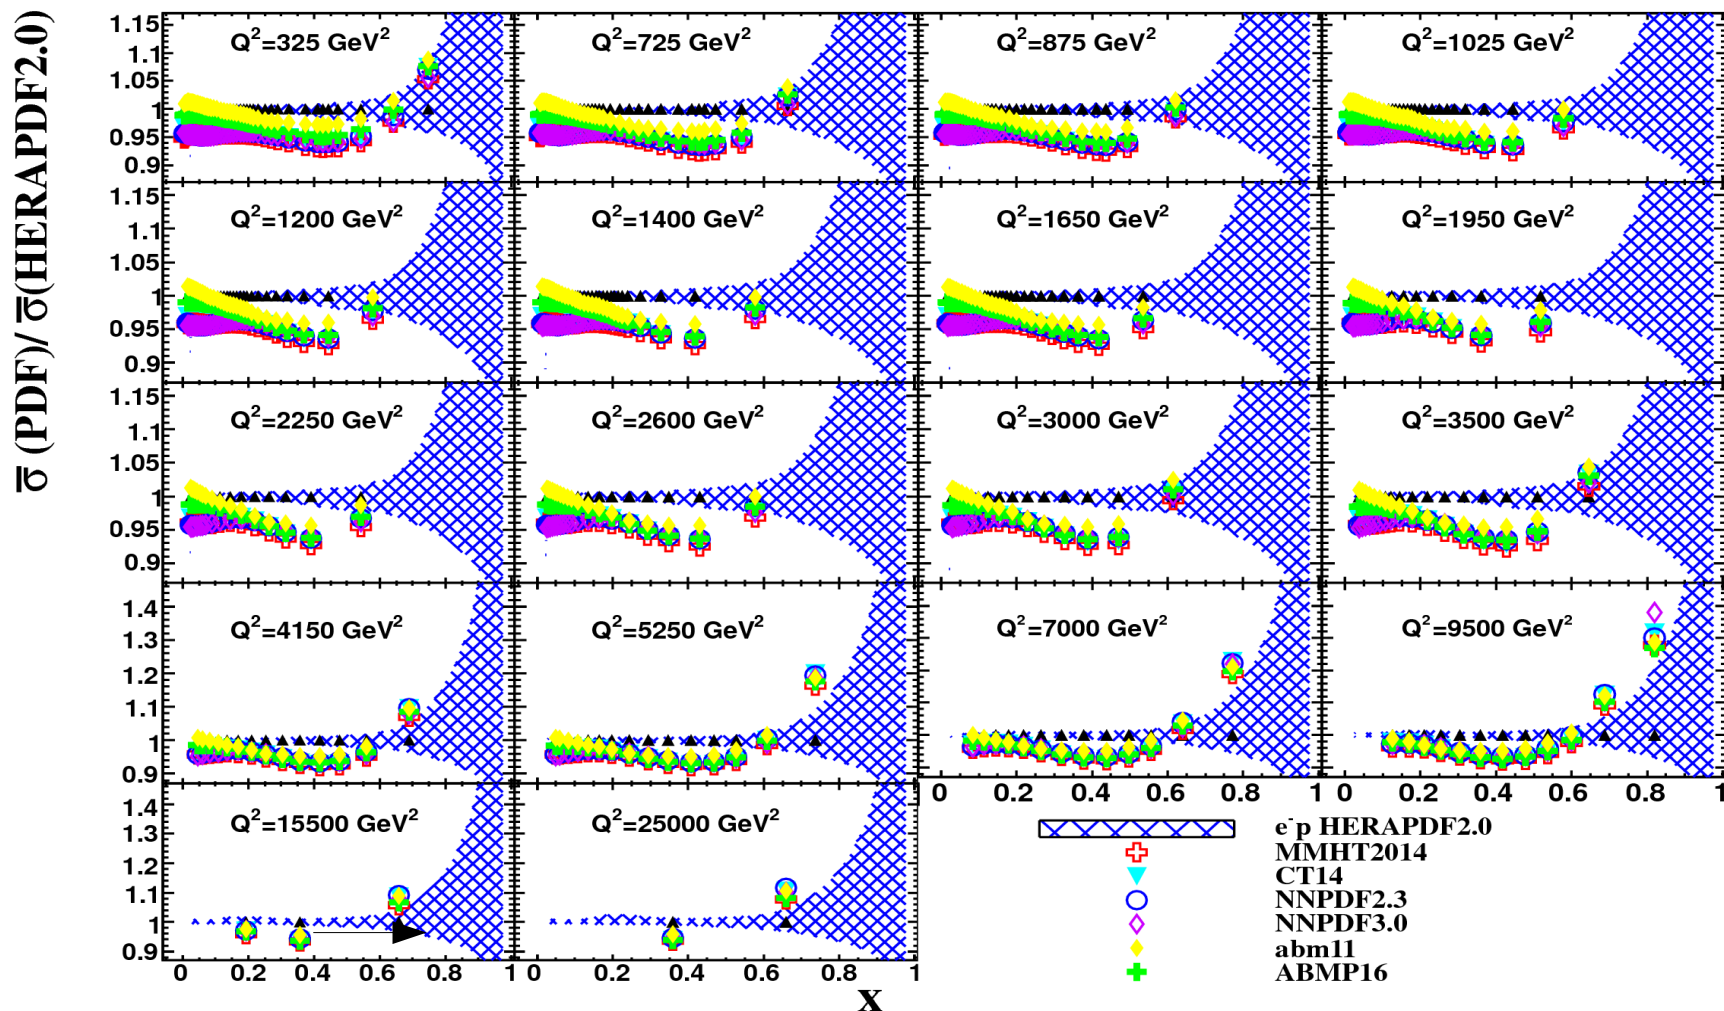 σ̅ (PDF)/ σ̅ (HERAPDF2.0)
1.15
1.1
1.05
1
0.95
0.9
Q²=325 GeV²
Q²=725 GeV²
Q²=875 GeV²
Q²=1025 GeV²
1.15
1.1
1.05
1
0.95
0.9
Q²=1200 GeV²
Q²=1400 GeV²
Q²=1650 GeV²
Q²=1950 GeV²
1.15
1.1
1.05
1
0.95
0.9
Q²=2250 GeV²
Q²=2600 GeV²
Q²=3000 GeV²
Q²=3500 GeV²
1.4
1.3
1.2
1.1
1
0.9
Q²=4150 GeV²
Q²=5250 GeV²
Q²=7000 GeV²
Q²=9500 GeV²
0 0.2 0.4 0.6 0.8 1
0 0.2 0.4 0.6 0.8 1
1.4
1.3
1.2
1.1
1
0.9
Q²=15500 GeV²
Q²=25000 GeV²
0 0.2 0.4 0.6 0.8 1
0 0.2 0.4 0.6 0.8 1
x
e⁻p HERAPDF2.0
MMHT2014
CT14
NNPDF2.3
NNPDF3.0
abm11
ABMP16